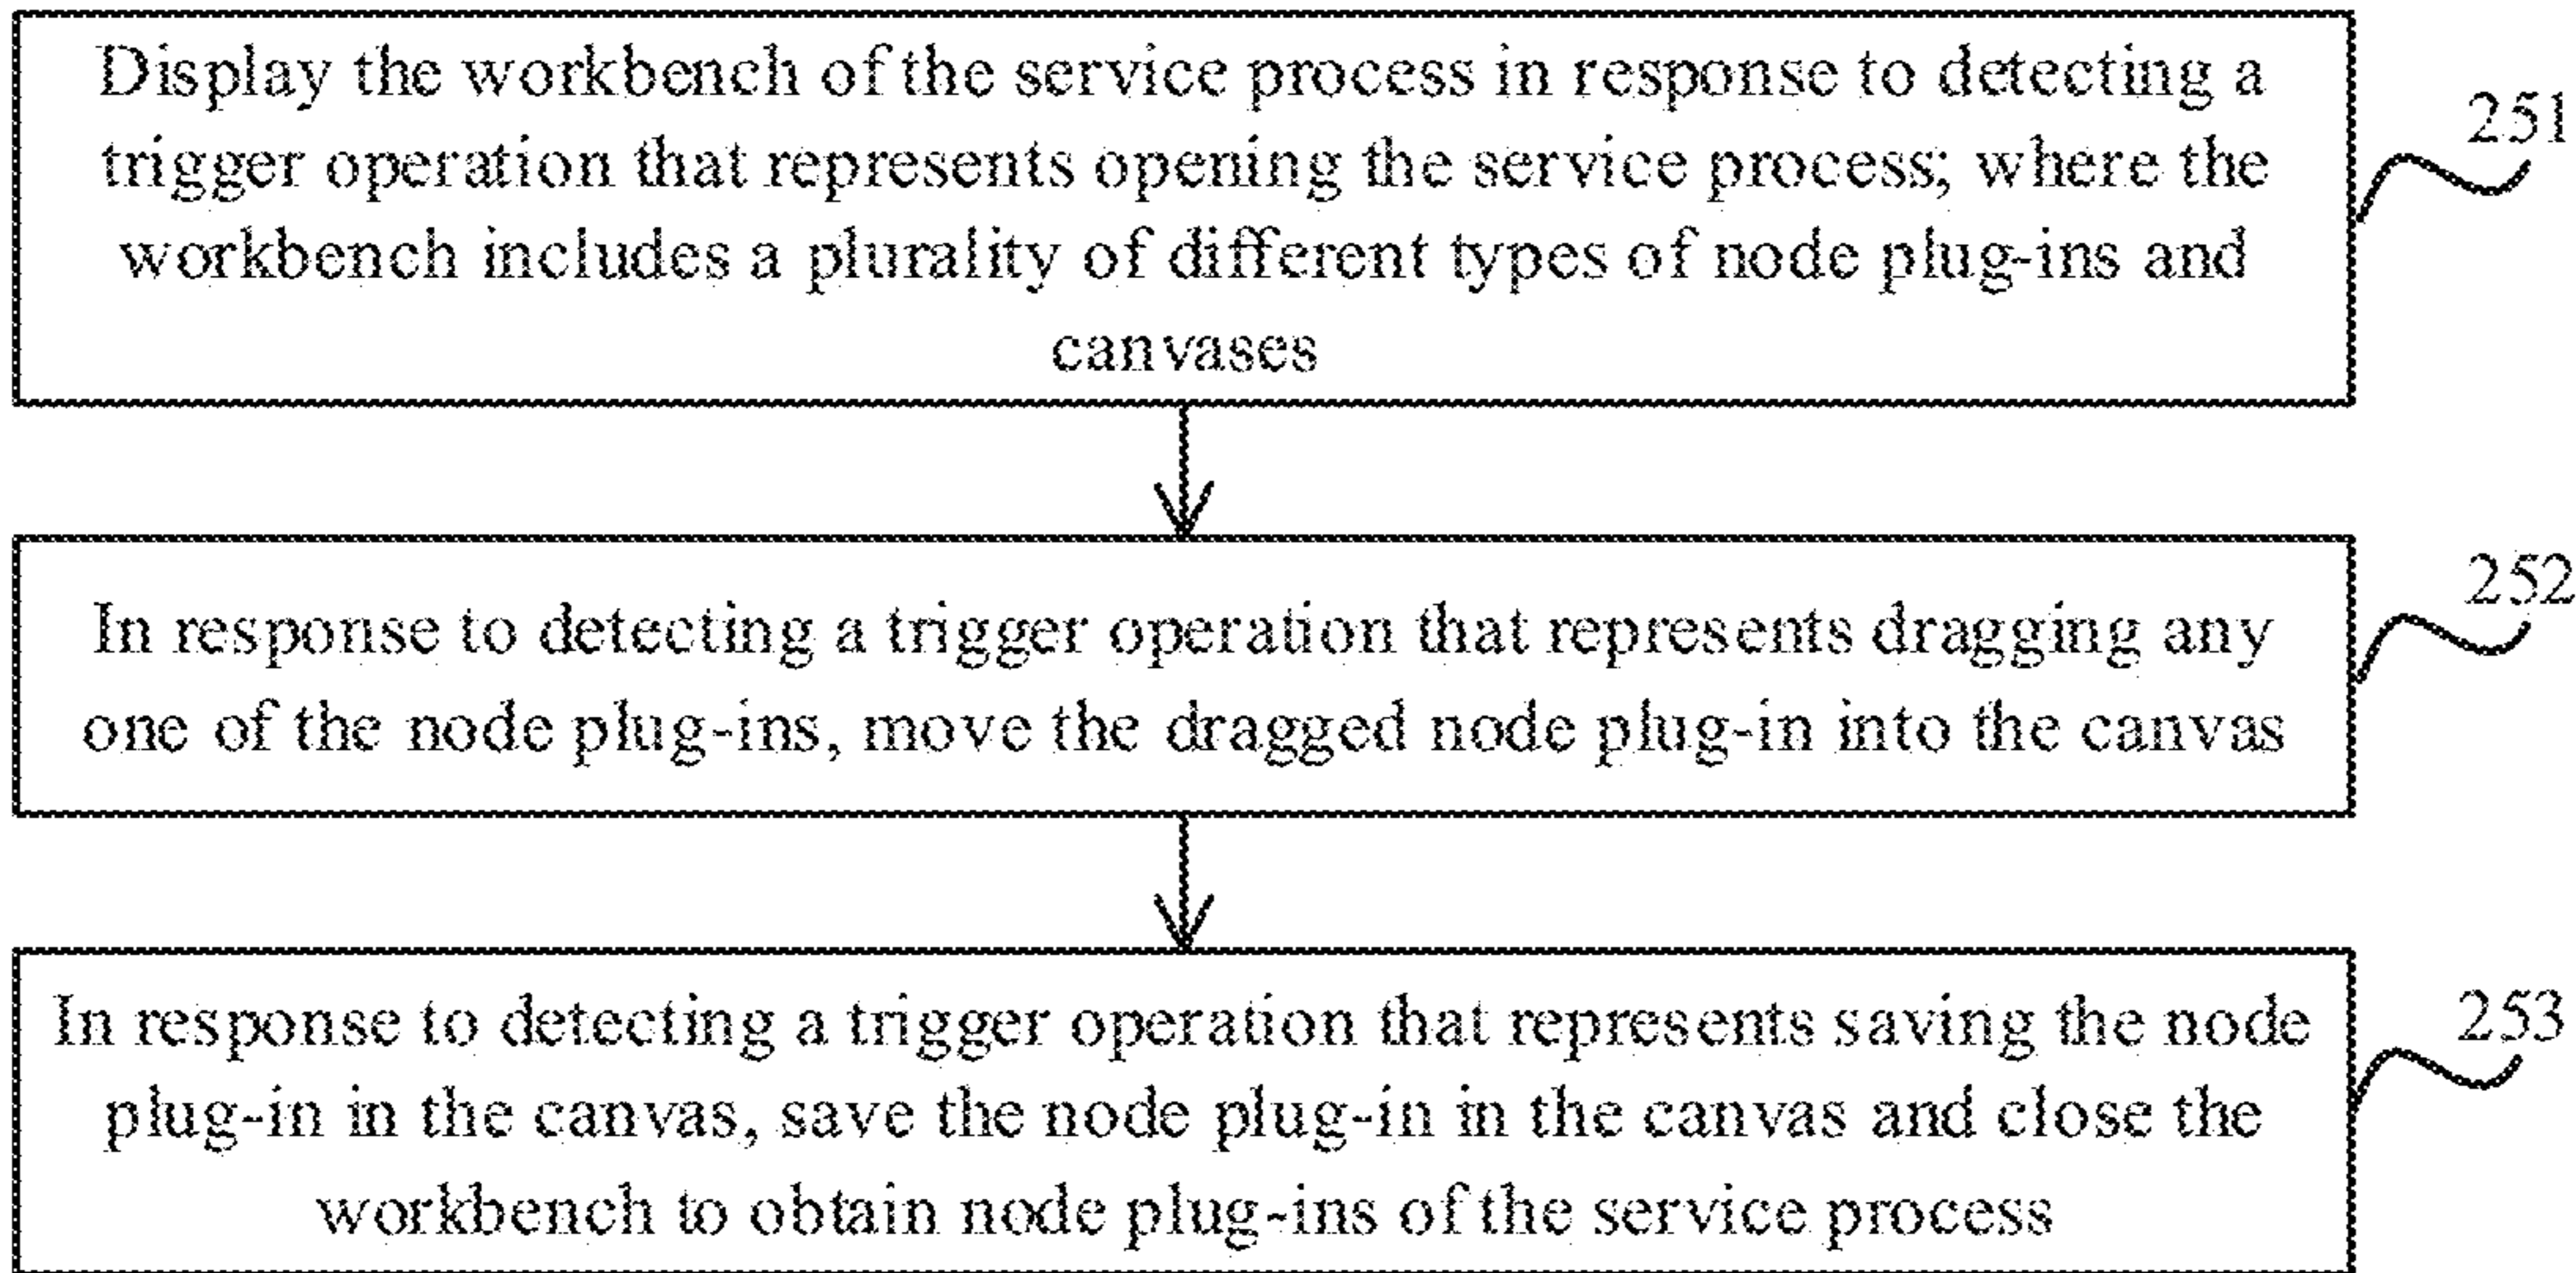 Display the workbench of the service process in response to detecting a
trigger operation that represents opening the service process; where the
workbench includes a plurality of different types of node plug-ins and
canvases
251
In response to detecting a trigger operation that represents dragging any
one of the node plug-ins, move the dragged node plug-in into the canvas
252
In response to detecting a trigger operation that represents saving the node
plug-in in the canvas, save the node plug-in in the canvas and close the
workbench to obtain node plug-ins of the service process
253